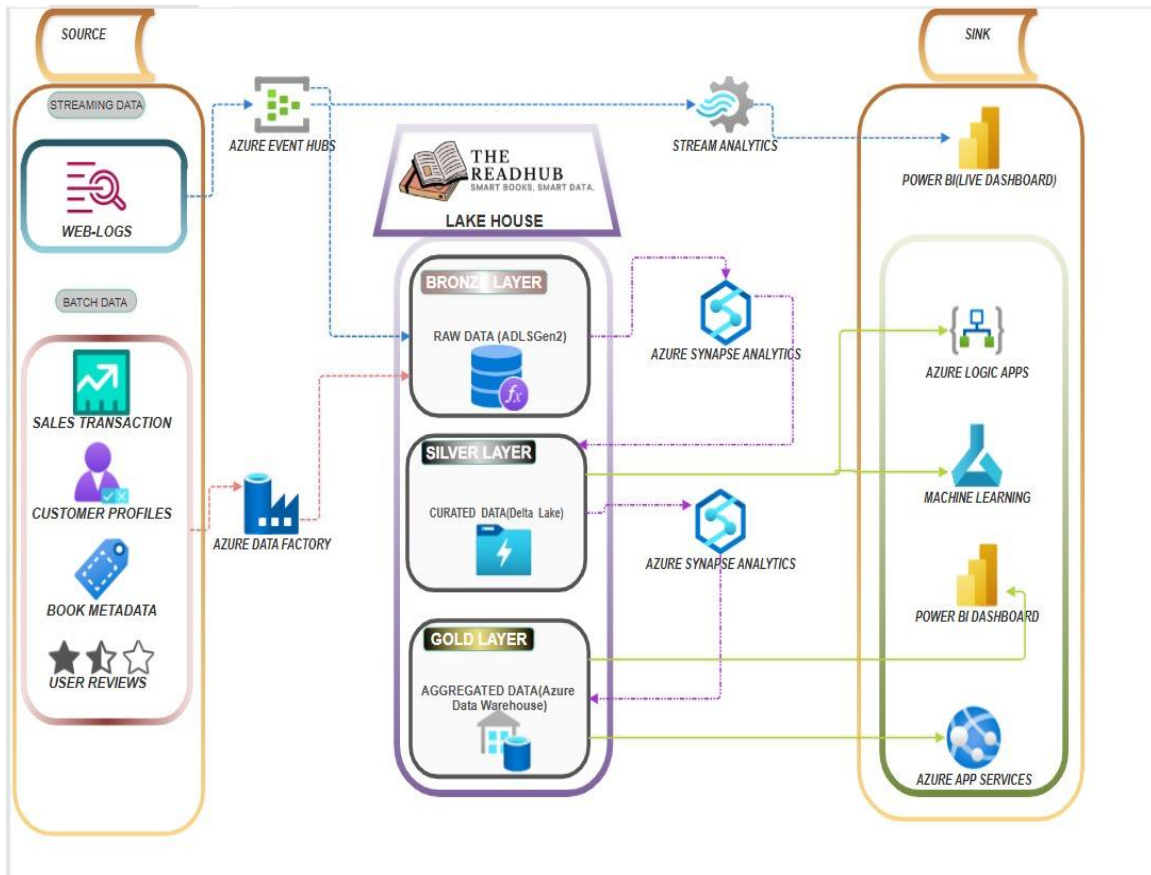 SOURCE
STREAMING DATA
WEB-LOGS
BATCH DATA
SALES TRANSACTION
CUSTOMER PROFILES
BOOK METADATA
USER REVIEWS
AZURE EVENT HUBS
AZURE DATA FACTORY
THE
READHUB
SMART BOOKS, SMART DATA.
LAKE HOUSE
BRONZE LAYER
RAW DATA (ADLSGen2)
fx
SILVER LAYER
CURATED DATA(Delta Lake)
GOLD LAYER
AGGREGATED DATA(Azure
Data Warehouse)
STREAM ANALYTICS
AZURE SYNAPSE ANALYTICS
AZURE SYNAPSE ANALYTICS
SINK
POWER BI(LIVE DASHBOARD)
AZURE LOGIC APPS
MACHINE LEARNING
POWER BI DASHBOARD
AZURE APP SERVICES